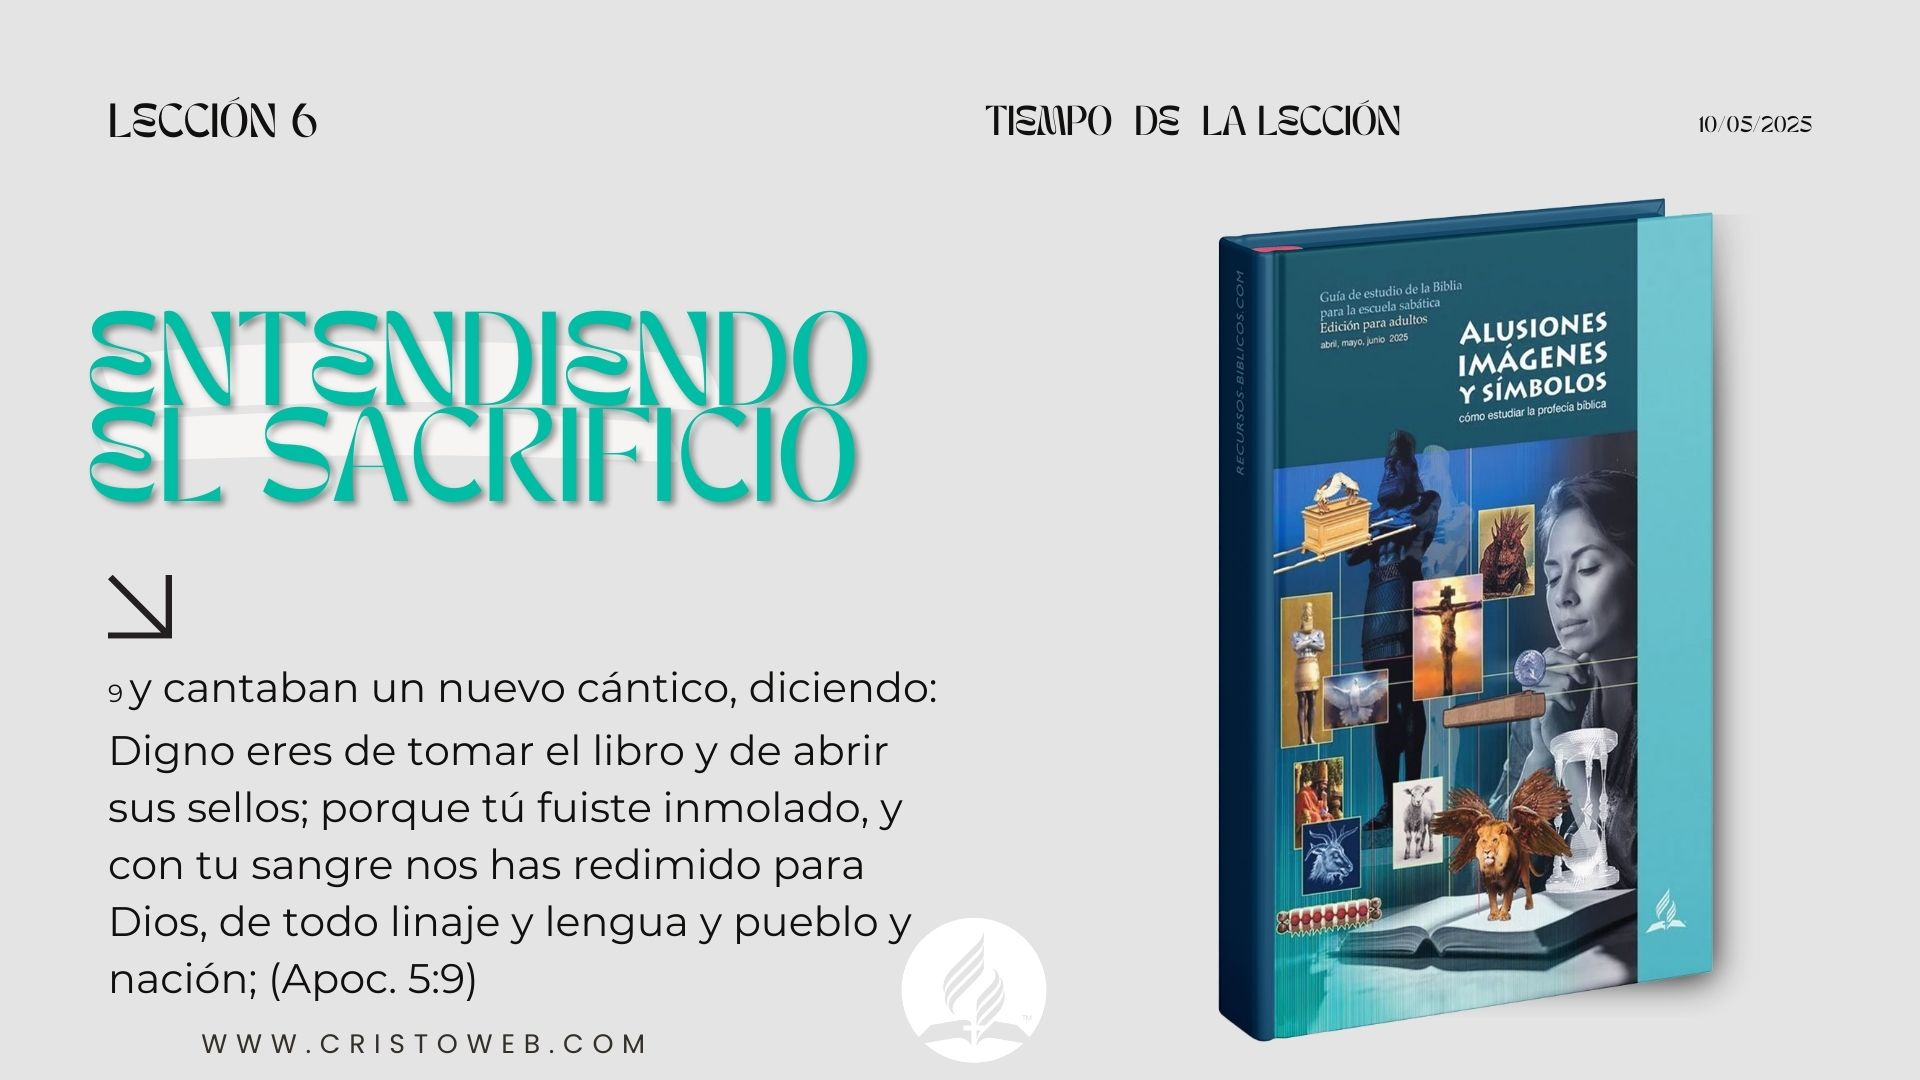 LECCIÓN 6
TIEMPO DE LA LECCIÓN
10/05/2025
ENTENDIENDO
EL SACRIFICIO
9 y cantaban un nuevo cántico, diciendo:
Digno eres de tomar el libro y de abrir
sus sellos; porque tú fuiste inmolado, y
con tu sangre nos has redimido para
Dios, de todo linaje y lengua y pueblo y
nación; (Apoc. 5:9)
WWW.CRISTOWEB.COM
TM
RECURSOS-BIBLICOS.COM
Guía de estudio de la Biblia
para la escuela sabática
Edición para adultos
abril, mayo, junio 2025
ALUSIONES
IMÁGENES
Y SÍMBOLOS
cómo estudiar la profecía bíblica